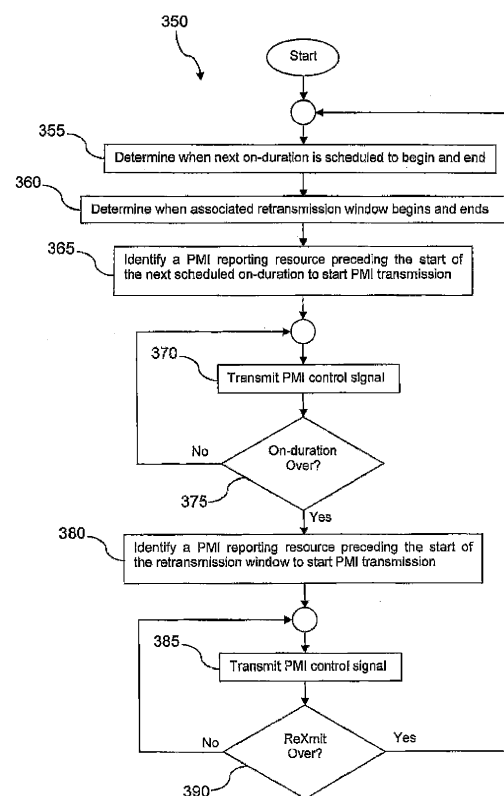 350
Start
355
Determine when next on-duration is scheduled to begin and end
360
Determine when associated retransmission window begins and ends
365
Identify a PMI reporting resource preceding the start of
the next scheduled on-duration to start PMI transmission
370
Transmit PMI control signal
No
On-duration
Over?
375
Yes
380
Identify a PMI reporting resource preceding the start of
the retransmission window to start PMI transmission
385
Transmit PMI control signal
No
ReXmit
Over?
Yes
390